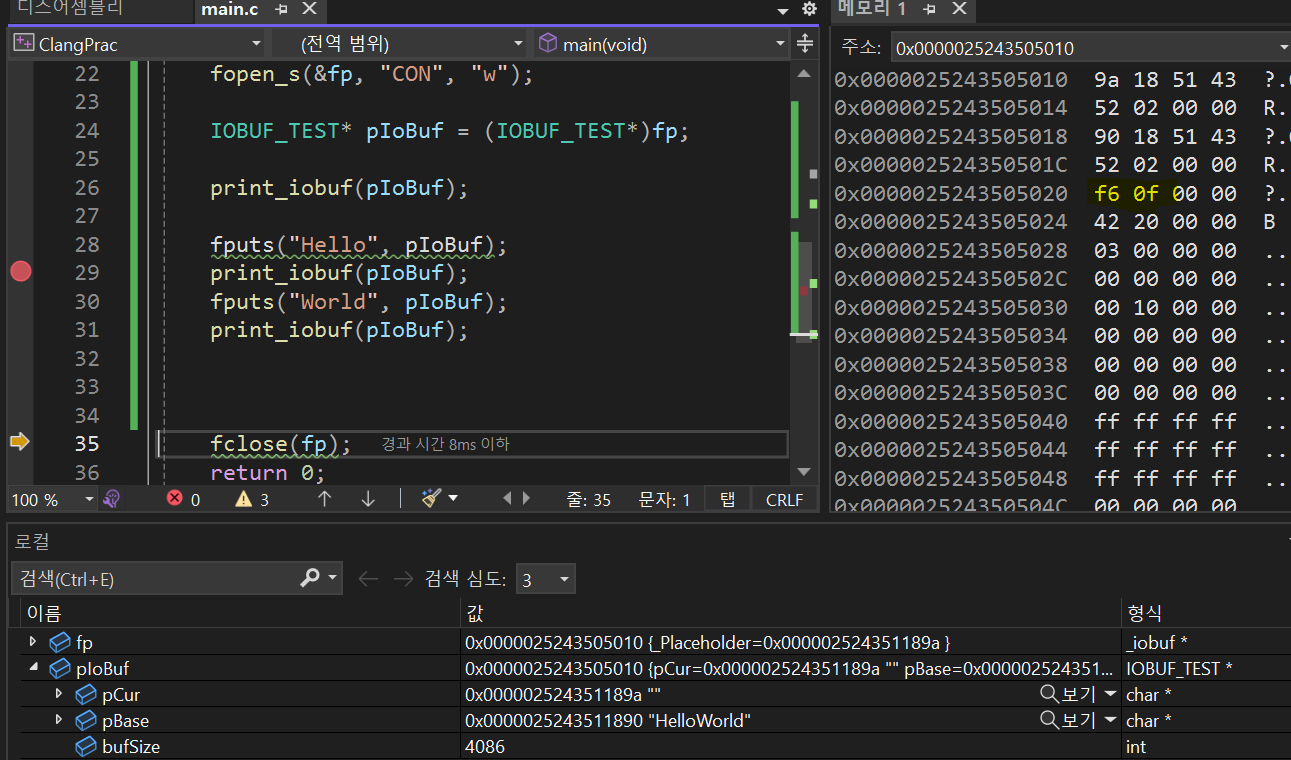 디스어셈블리 main.c
ClangPrac (전역 범위) main(void)
22 fopen_s(&fp, "CON", "w");
23
24 IOBUF_TEST* pIoBuf = (IOBUF_TEST*)fp;
25
26 print_iobuf(pIoBuf);
27
28 fputs("Hello", pIoBuf);
29 print_iobuf(pIoBuf);
30 fputs("World", pIoBuf);
31 print_iobuf(pIoBuf);
32
33
34
35 fclose(fp); 경과 시간 8ms 이하
36 return 0;
100 % 0 3 줄: 35 문자: 1 탭 CRLF
메모리 1
주소: 0x0000025243505010
0x0000025243505010 9a 18 51 43 ?.
0x0000025243505014 52 02 00 00 R.
0x0000025243505018 90 18 51 43 ?.
0x000002524350501C 52 02 00 00 R.
0x0000025243505020 f6 0f 00 00 ?.
0x0000025243505024 42 20 00 00 B
0x0000025243505028 03 00 00 00 ..
0x000002524350502C 00 00 00 00 ..
0x0000025243505030 00 10 00 00 ..
0x0000025243505034 00 00 00 00 ..
0x0000025243505038 00 00 00 00 ..
0x000002524350503C 00 00 00 00 ..
0x0000025243505040 ff ff ff ff ..
0x0000025243505044 ff ff ff ff ..
0x0000025243505048 ff ff ff ff ..
0x000002524350504C 00 00 00 00
로컬
검색(Ctrl+E) 검색 심도: 3
이름 값 형식
fp 0x0000025243505010 {_Placeholder=0x000002524351189a } _iobuf *
pIoBuf 0x0000025243505010 {pCur=0x000002524351189a "" pBase=0x000002524351... IOBUF_TEST *
pCur 0x000002524351189a "" 보기 char *
pBase 0x0000025243511890 "HelloWorld" 보기 char *
bufSize 4086 int